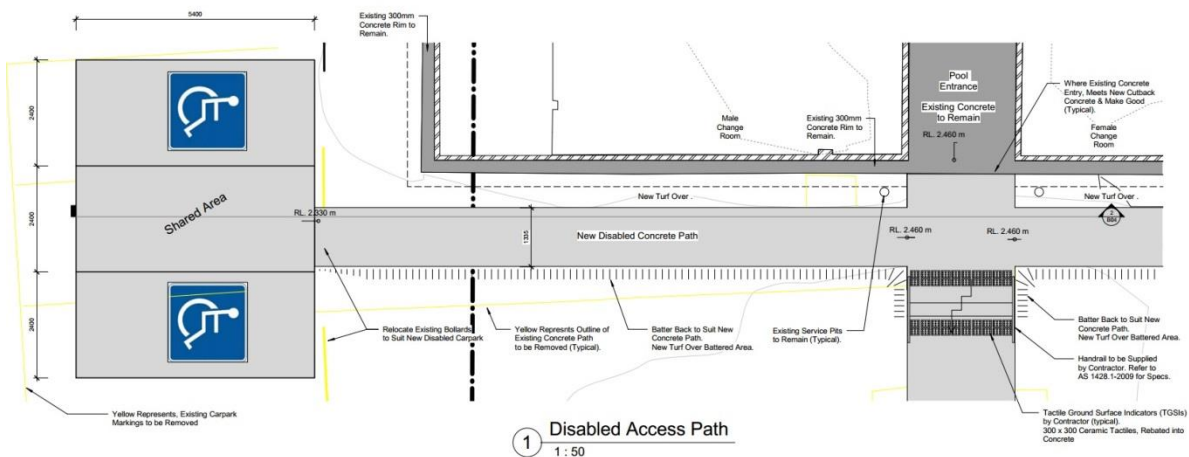 5400
2400
2400
2400
Shared Area
RL. 2.330 m
Existing 300mm
Concrete Rim to
Remain.
Male
Change
Room
Existing 300mm
Concrete Rim to
Remain.
Pool
Entrance
Existing Concrete
to Remain
RL. 2.460 m
Where Existing Concrete
Entry, Meets New Cutback
Concrete & Make Good
(Typical).
Female
Change
Room
New Turf Over .
New Turf Over .
1335
New Disabled Concrete Path
RL. 2.460 m
RL. 2.460 m
2
B04
Relocate Existing Bollards
to Suit New Disabled Carpark
Yellow Represnts Outline of
Existing Concrete Path
to be Removed (Typical).
Batter Back to Suit New
Concrete Path.
New Turf Over Battered Area.
Existing Service Pits
to Remain (Typical).
Batter Back to Suit New
Concrete Path.
New Turf Over Battered Area.
Handrail to be Supplied
by Contractor. Refer to
AS 1428.1-2009 for Specs.
Tactile Ground Surface Indicators (TGSIs)
by Contractor (typical).
300 x 300 Ceramic Tactiles, Rebated into
Concrete
Yellow Represents, Existing Carpark
Markings to be Removed
1
Disabled Access Path
1 : 50